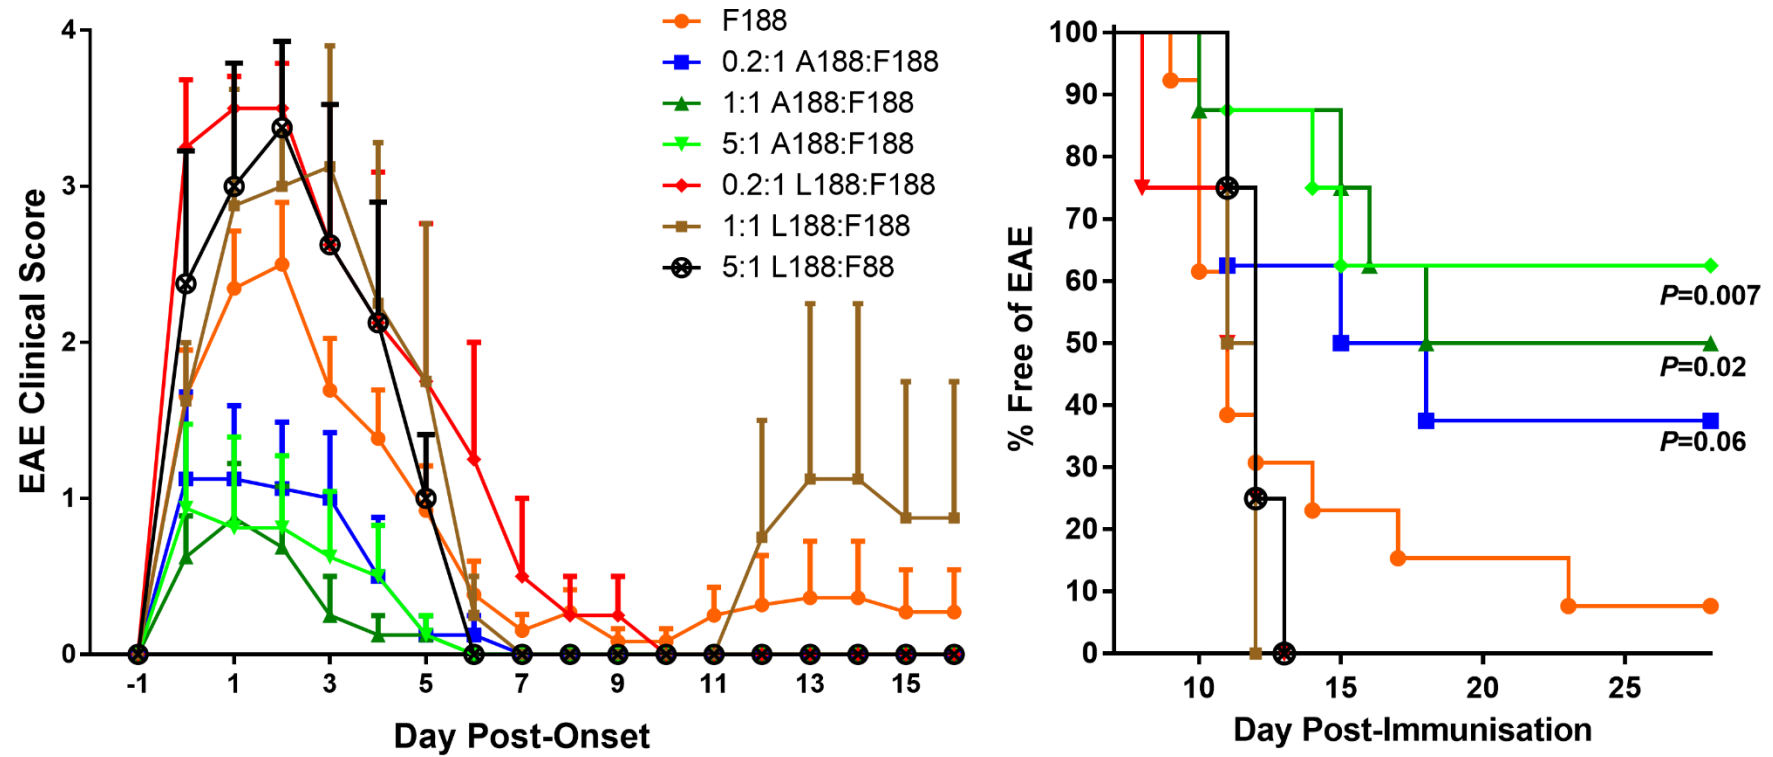 F188
0.2:1 A188:F188
1:1 A188:F188
5:1 A188:F188
0.2:1 L188:F188
1:1 L188:F188
5:1 L188:F88
EAE Clinical Score
4
3
2
1
0
-1 1 3 5 7 9 11 13 15
Day Post-Onset
% Free of EAE
100
90
80
70
60
50
40
30
20
10
0
P=0.007
P=0.02
P=0.06
10 15 20 25
Day Post-Immunisation